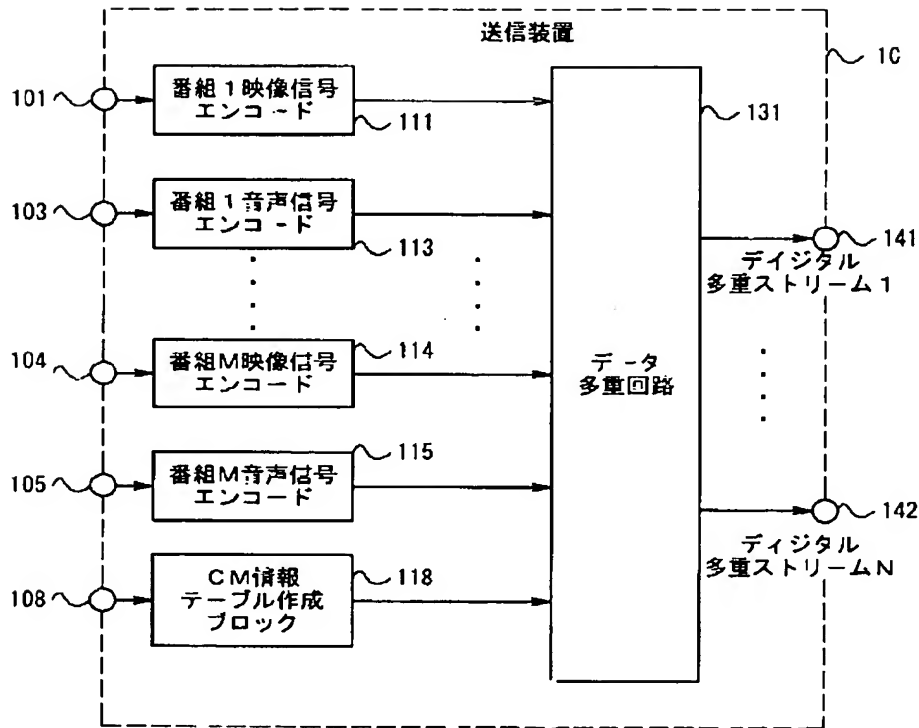 送信装置
10
101
番組1映像信号
エンコード
111
131
103
番組1音声信号
エンコード
113
141
デイジタル
多重ストリーム1
104
番組M映像信号
エンコード
114
データ
多重回路
105
番組M音声信号
エンコード
115
142
ディジタル
多重ストリームN
108
CM情報
テーブル作成
ブロック
118